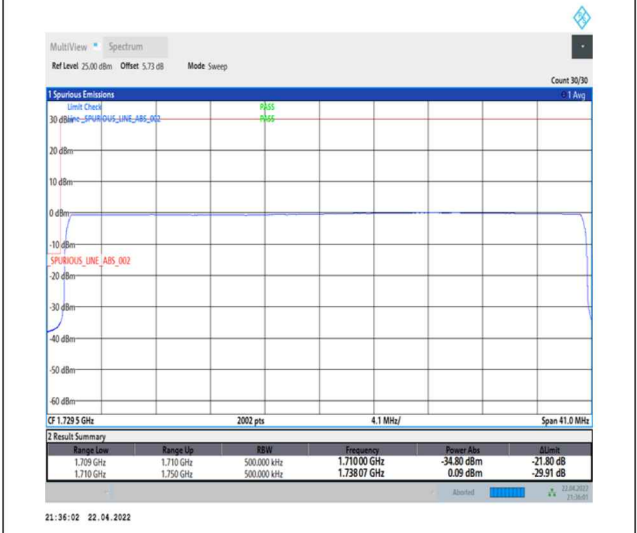 MultiView Spectrum
Ref Level 25.00 dBm Offset 5.73 dB Mode Sweep
Count 30/30
1 Spurious Emissions 1 Avg
Limit Check PASS
Line _SPURIOUS_LINE_ABS_002 PASS
30 dBm
20 dBm
10 dBm
0 dBm
-10 dBm
_SPURIOUS_LINE_ABS_002
-20 dBm
-30 dBm
-40 dBm
-50 dBm
-60 dBm
CF 1.729 5 GHz 2002 pts 4.1 MHz/ Span 41.0 MHz
2 Result Summary
Range Low Range Up RBW Frequency Power Abs ΔLimit
1.709 GHz 1.710 GHz 500.000 kHz 1.710 00 GHz -34.80 dBm -21.80 dB
1.710 GHz 1.750 GHz 500.000 kHz 1.738 07 GHz 0.09 dBm -29.91 dB
Aborted 22.04.2022
21:36:01
21:36:02 22.04.2022